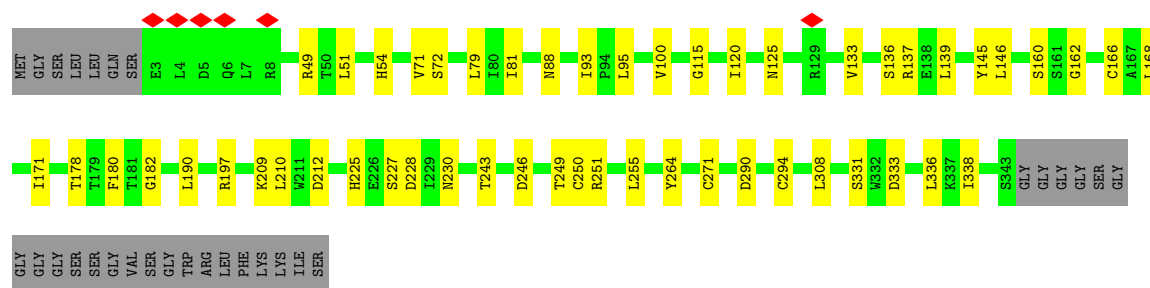 MET GLY SER LEU LEU GLN SER E3 L4 D5 Q6 L7 R8 R49 T50 L51 H54 V71 S72 L79 I80 I81 N88 I93 P94 L95 V100 G115 I120 N125 R129 V133 S136 R137 E138 L139 Y145 L146 S160 S161 G162 C166 A167 L168
I171 T178 T179 F180 T181 G182 L190 R197 K209 L210 W211 D212 H225 E226 S227 D228 I229 N230 T243 D246 T249 C250 R251 L255 Y264 C271 D290 C294 L308 S331 W332 D333 L336 K337 I338 S343 GLY GLY GLY GLY SER GLY
GLY GLY GLY SER SER GLY VAL SER GLY TRP ARG LEU PHE LYS LYS ILE SER